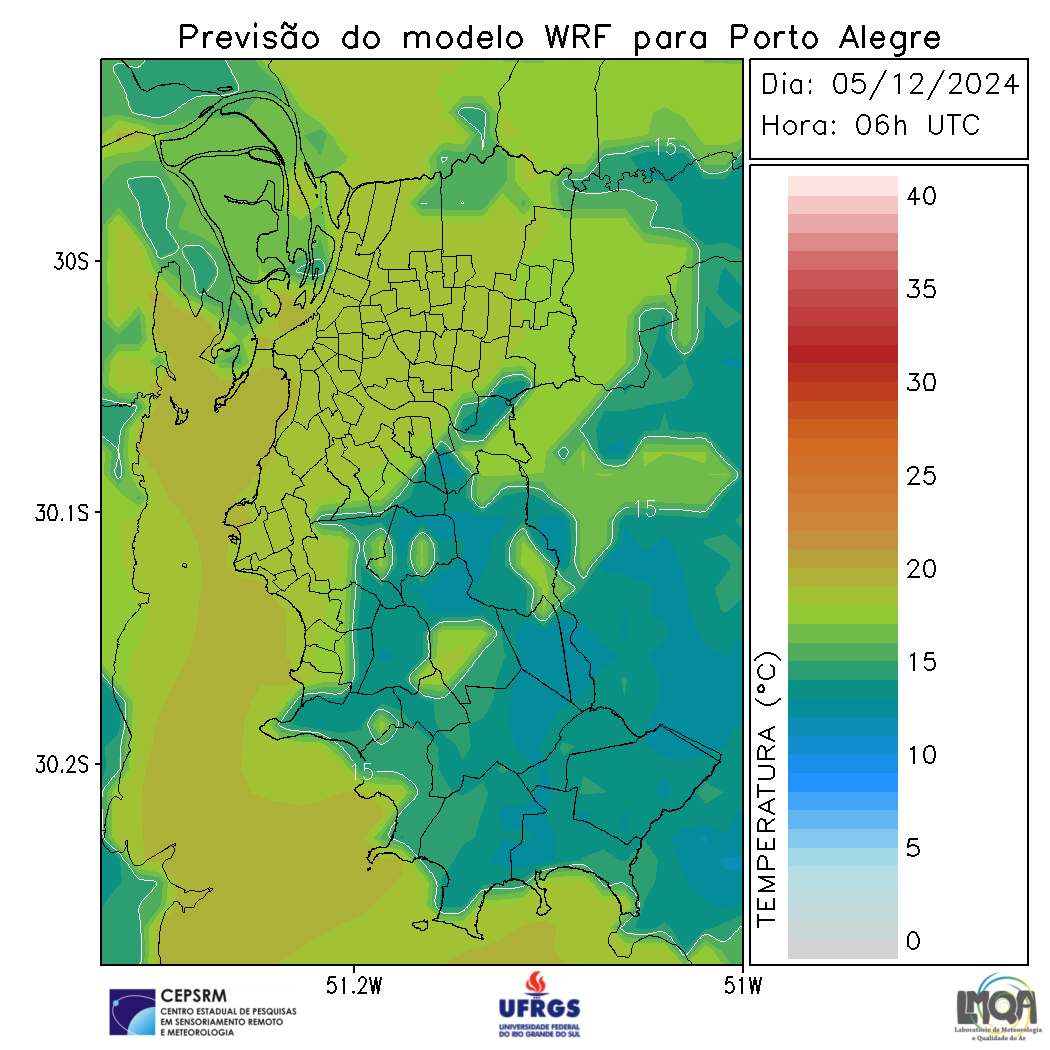 Previsão do modelo WRF para Porto Alegre
Dia: 05/12/2024
Hora: 06h UTC
15
15
15
30S
30.1S
30.2S
51.2W
51W
40
35
30
25
20
15
10
5
0
TEMPERATURA (°C)
CEPSRM
CENTRO ESTADUAL DE PESQUISAS
EM SENSORIAMENTO REMOTO
E METEOROLOGIA
UFRGS
UNIVERSIDADE FEDERAL
DO RIO GRANDE DO SUL
LMQA
Laboratório de Meteorologia
e Qualidade do Ar